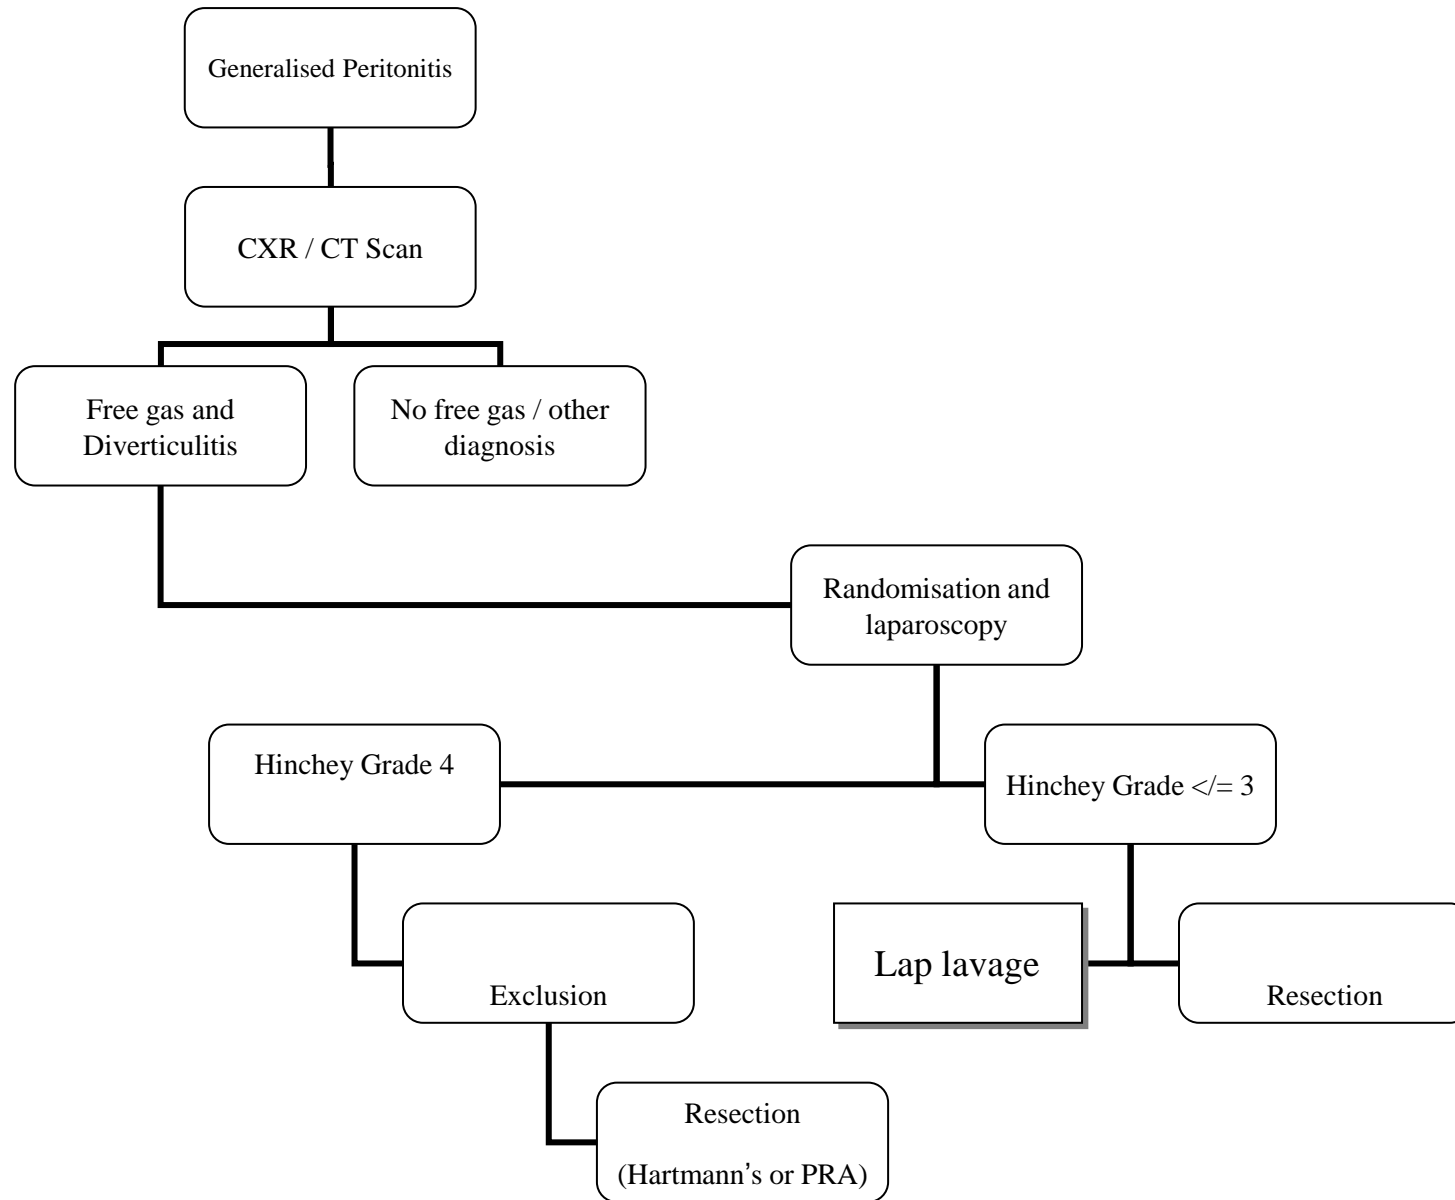 Generalised Peritonitis
CXR / CT Scan
Free gas and
Diverticulitis
No free gas / other
diagnosis
Randomisation and
laparoscopy
Hinchey Grade 4
Hinchey Grade </= 3
Exclusion
Lap lavage
Resection
Resection
(Hartmann’s or PRA)